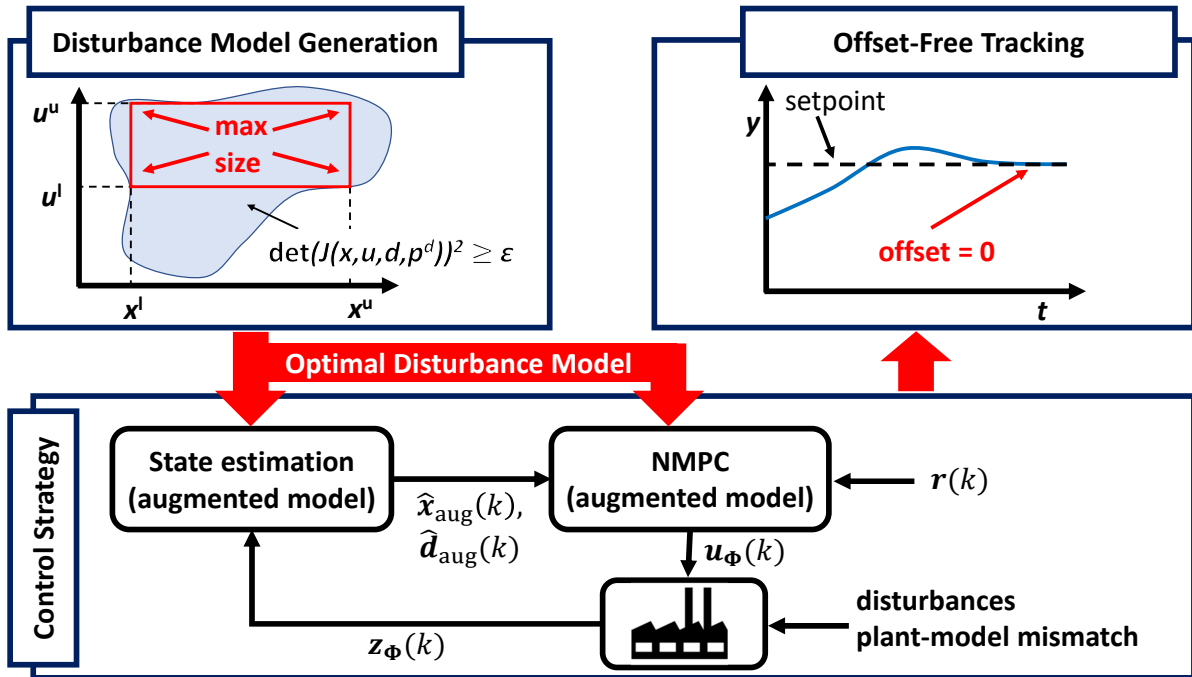 Disturbance Model Generation
u^u
max
size
u^l
det(J(x,u,d,p^d))² ≥ ε
x^l
x^u
Offset-Free Tracking
setpoint
y
offset = 0
t
Optimal Disturbance Model
Control Strategy
State estimation
(augmented model)
x̂_aug(k),
d̂_aug(k)
NMPC
(augmented model)
r(k)
u_Φ(k)
disturbances
plant-model mismatch
z_Φ(k)